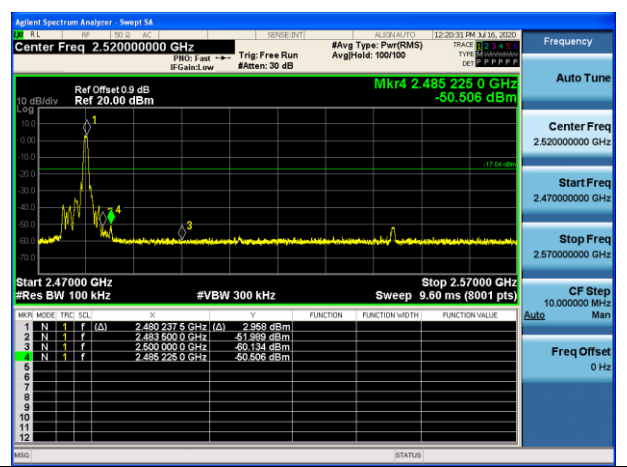 Agilent Spectrum Analyzer - Swept SA
RL RF 50 Ω AC SENSE:INT ALIGNAUTO 12:20:31 PM Jul 16, 2020
Center Freq 2.520000000 GHz
PNO: Fast
IFGain:Low
Trig: Free Run
#Atten: 30 dB
#Avg Type: Pwr(RMS)
Avg|Hold: 100/100
TRACE 1 2 3 4 5 6
TYPE M
DET P P P P P P
Mkr4 2.485 225 0 GHz
-50.506 dBm
Ref Offset 0.9 dB
10 dB/div Ref 20.00 dBm
Log
10.0
0.00
-10.0
-20.0
-30.0
-40.0
-50.0
-60.0
-70.0
1
4
3
-17.04 dBm
Start 2.47000 GHz Stop 2.57000 GHz
#Res BW 100 kHz #VBW 300 kHz Sweep 9.60 ms (8001 pts)
MKR MODE TRC SCL X Y FUNCTION FUNCTION WIDTH FUNCTION VALUE
1 N 1 f (Δ) 2.480 237 5 GHz (Δ) 2.958 dBm
2 N 1 f 2.483 500 0 GHz -51.989 dBm
3 N 1 f 2.500 000 0 GHz -60.134 dBm
4 N 1 f 2.485 225 0 GHz -50.506 dBm
5
6
7
8
9
10
11
12
MSG STATUS
Frequency
Auto Tune
Center Freq
2.520000000 GHz
Start Freq
2.470000000 GHz
Stop Freq
2.570000000 GHz
CF Step
10.000000 MHz
Auto Man
Freq Offset
0 Hz